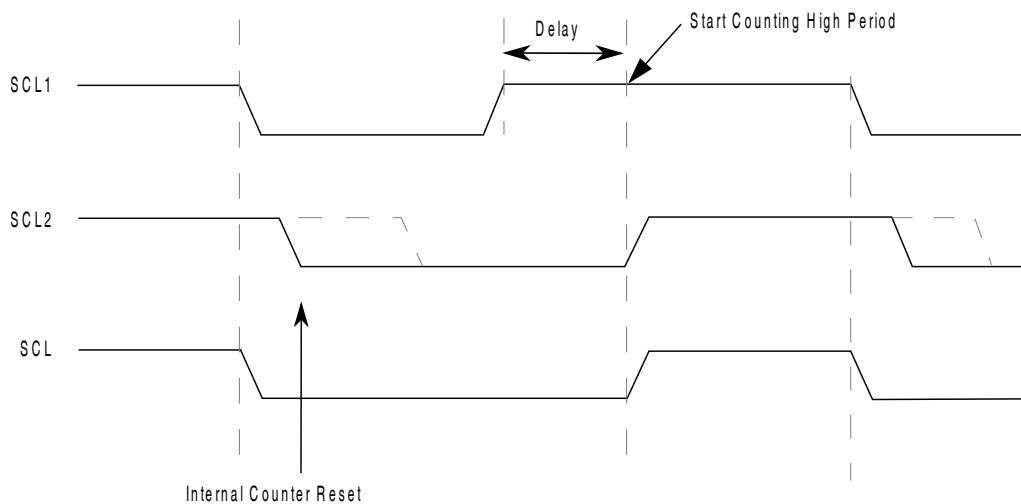 Start Counting High Period
Delay
SCL1
SCL2
SCL
Internal Counter Reset